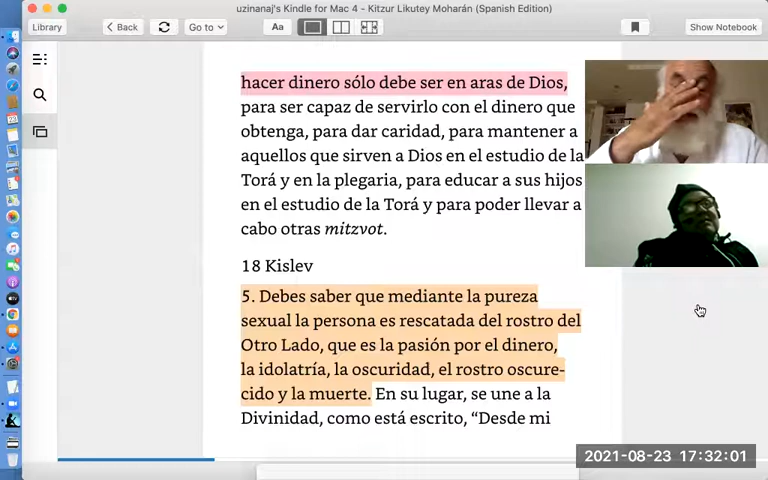 uzinanaj's Kindle for Mac 4 - Kitzur Likutey Moharán (Spanish Edition)
Library
Back
Go to
Aa
Show Notebook
hacer dinero sólo debe ser en aras de Dios,
para ser capaz de servirlo con el dinero que
obtenga, para dar caridad, para mantener a
aquellos que sirven a Dios en el estudio de la
Torá y en la plegaria, para educar a sus hijos
en el estudio de la Torá y para poder llevar a
cabo otras mitzvot.
18 Kislev
5. Debes saber que mediante la pureza
sexual la persona es rescatada del rostro del
Otro Lado, que es la pasión por el dinero,
la idolatría, la oscuridad, el rostro oscure-
cido y la muerte. En su lugar, se une a la
Divinidad, como está escrito, “Desde mi
2021-08-23 17:32:01